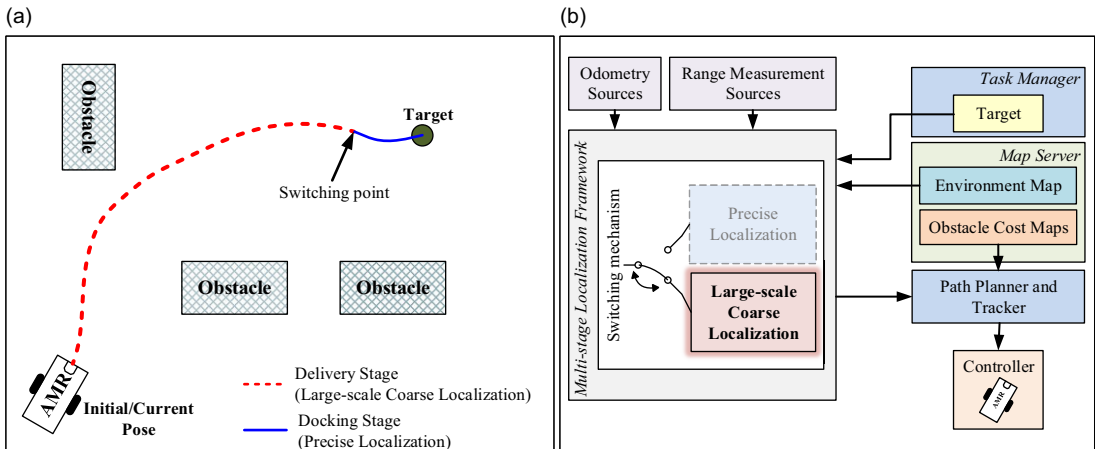 (a)
Obstacle
Target
Switching point
Obstacle
Obstacle
AMR
Initial/Current
Pose
Delivery Stage
(Large-scale Coarse Localization)
Docking Stage
(Precise Localization)
(b)
Odometry
Sources
Range Measurement
Sources
Task Manager
Target
Map Server
Environment Map
Obstacle Cost Maps
Multi-stage Localization Framework
Switching mechanism
Precise
Localization
Large-scale
Coarse
Localization
Path Planner and
Tracker
Controller
AMR